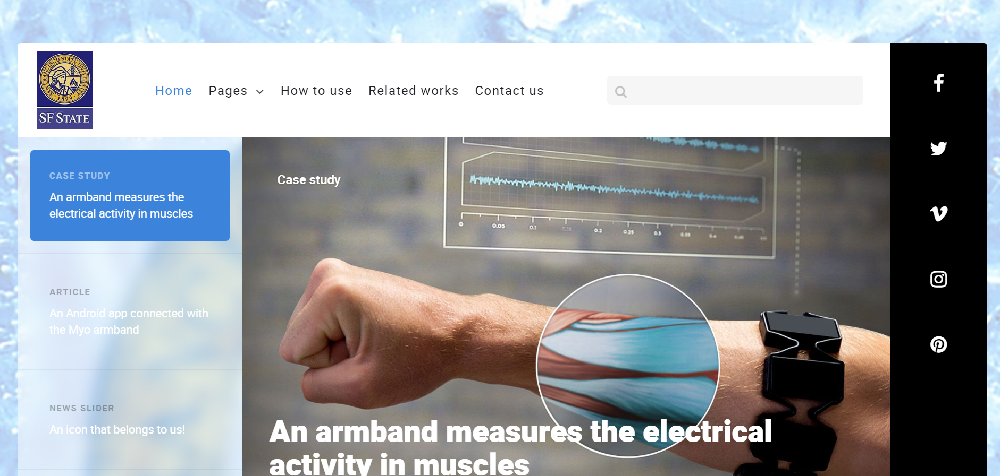 SAN FRANCISCO STATE UNIVERSITY
· 1899 ·
SF STATE
Home
Pages
How to use
Related works
Contact us
CASE STUDY
An armband measures the
electrical activity in muscles
ARTICLE
An Android app connected with
the Myo armband
NEWS SLIDER
An icon that belongs to us!
Case study
0 0.05 0.1 0.15 0.2 0.25
An armband measures the electrical
activity in muscles